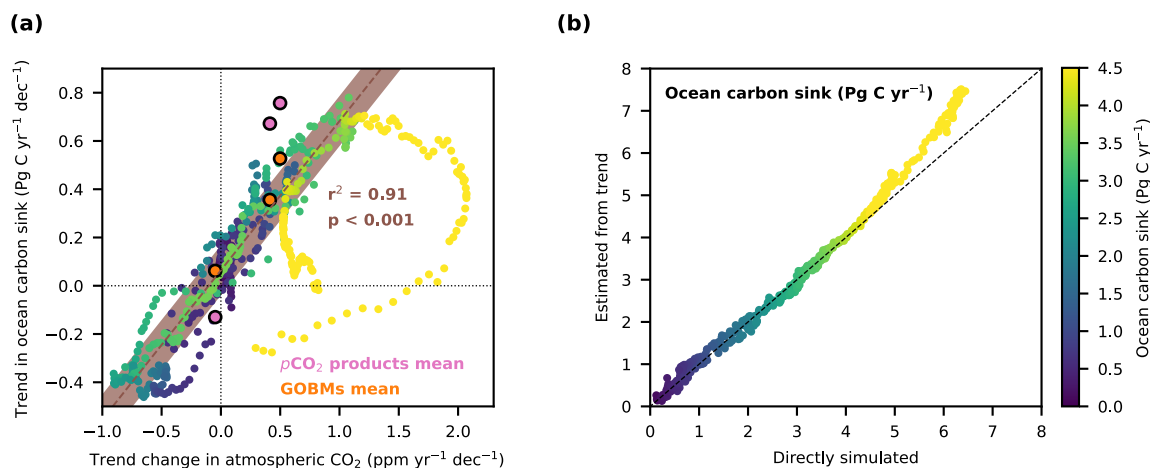 (a)
(b)
Trend in ocean carbon sink (Pg C yr⁻¹ dec⁻¹)
0.8
0.6
0.4
0.2
0.0
−0.2
−0.4
r² = 0.91
p < 0.001
pCO₂ products mean
GOBMs mean
−1.0 −0.5 0.0 0.5 1.0 1.5 2.0
Trend change in atmospheric CO₂ (ppm yr⁻¹ dec⁻¹)
Estimated from trend
8
7
6
5
4
3
2
1
0
Ocean carbon sink (Pg C yr⁻¹)
0 1 2 3 4 5 6 7 8
Directly simulated
4.5
4.0
3.5
3.0
2.5
2.0
1.5
1.0
0.5
0.0
Ocean carbon sink (Pg C yr⁻¹)